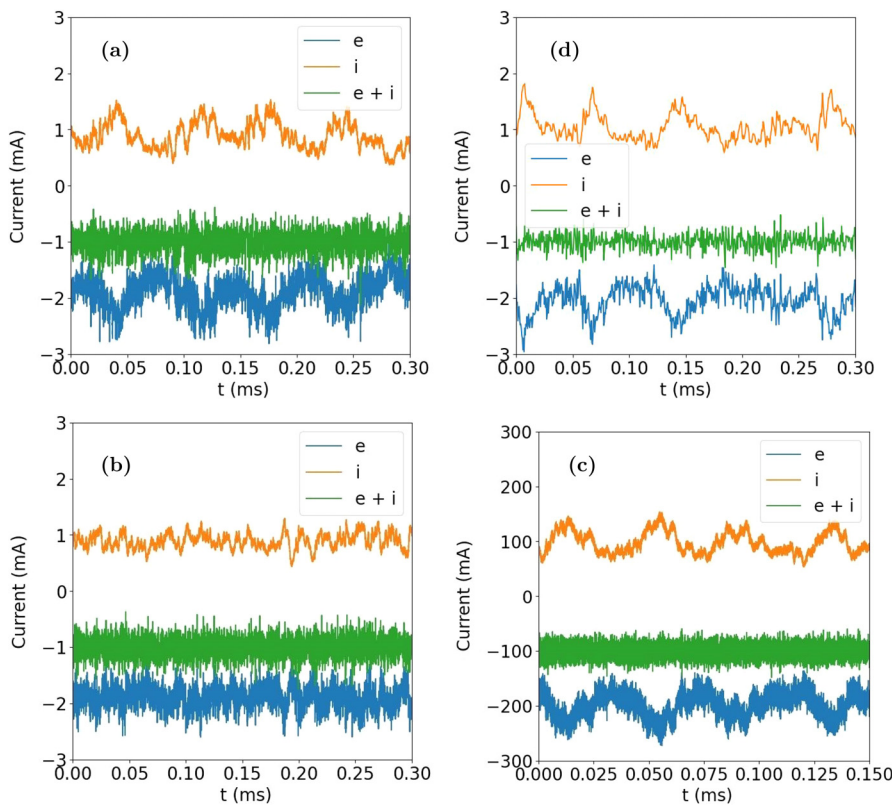 (a)
e
i
e + i
3
2
1
0
−1
−2
−3
Current (mA)
0.00 0.05 0.10 0.15 0.20 0.25 0.30
t (ms)
(d)
e
i
e + i
3
2
1
0
−1
−2
−3
Current (mA)
0.00 0.05 0.10 0.15 0.20 0.25 0.30
t (ms)
(b)
e
i
e + i
3
2
1
0
−1
−2
−3
Current (mA)
0.00 0.05 0.10 0.15 0.20 0.25 0.30
t (ms)
(c)
e
i
e + i
300
200
100
0
−100
−200
−300
Current (mA)
0.000 0.025 0.050 0.075 0.100 0.125 0.150
t (ms)